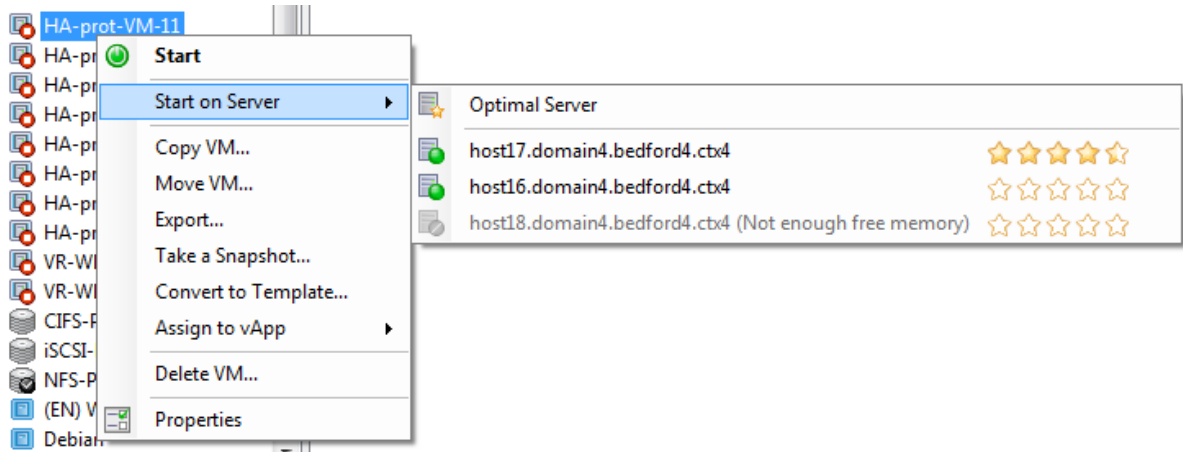 HA-prot-VM-11
HA-pr
HA-pr
HA-pr
HA-pr
HA-pr
HA-pr
HA-pr
VR-WI
VR-WI
CIFS-P
iSCSI-
NFS-P
(EN) V
Debian
Start
Start on Server
Copy VM...
Move VM...
Export...
Take a Snapshot...
Convert to Template...
Assign to vApp
Delete VM...
Properties
Optimal Server
host17.domain4.bedford4.ctx4
host16.domain4.bedford4.ctx4
host18.domain4.bedford4.ctx4 (Not enough free memory)